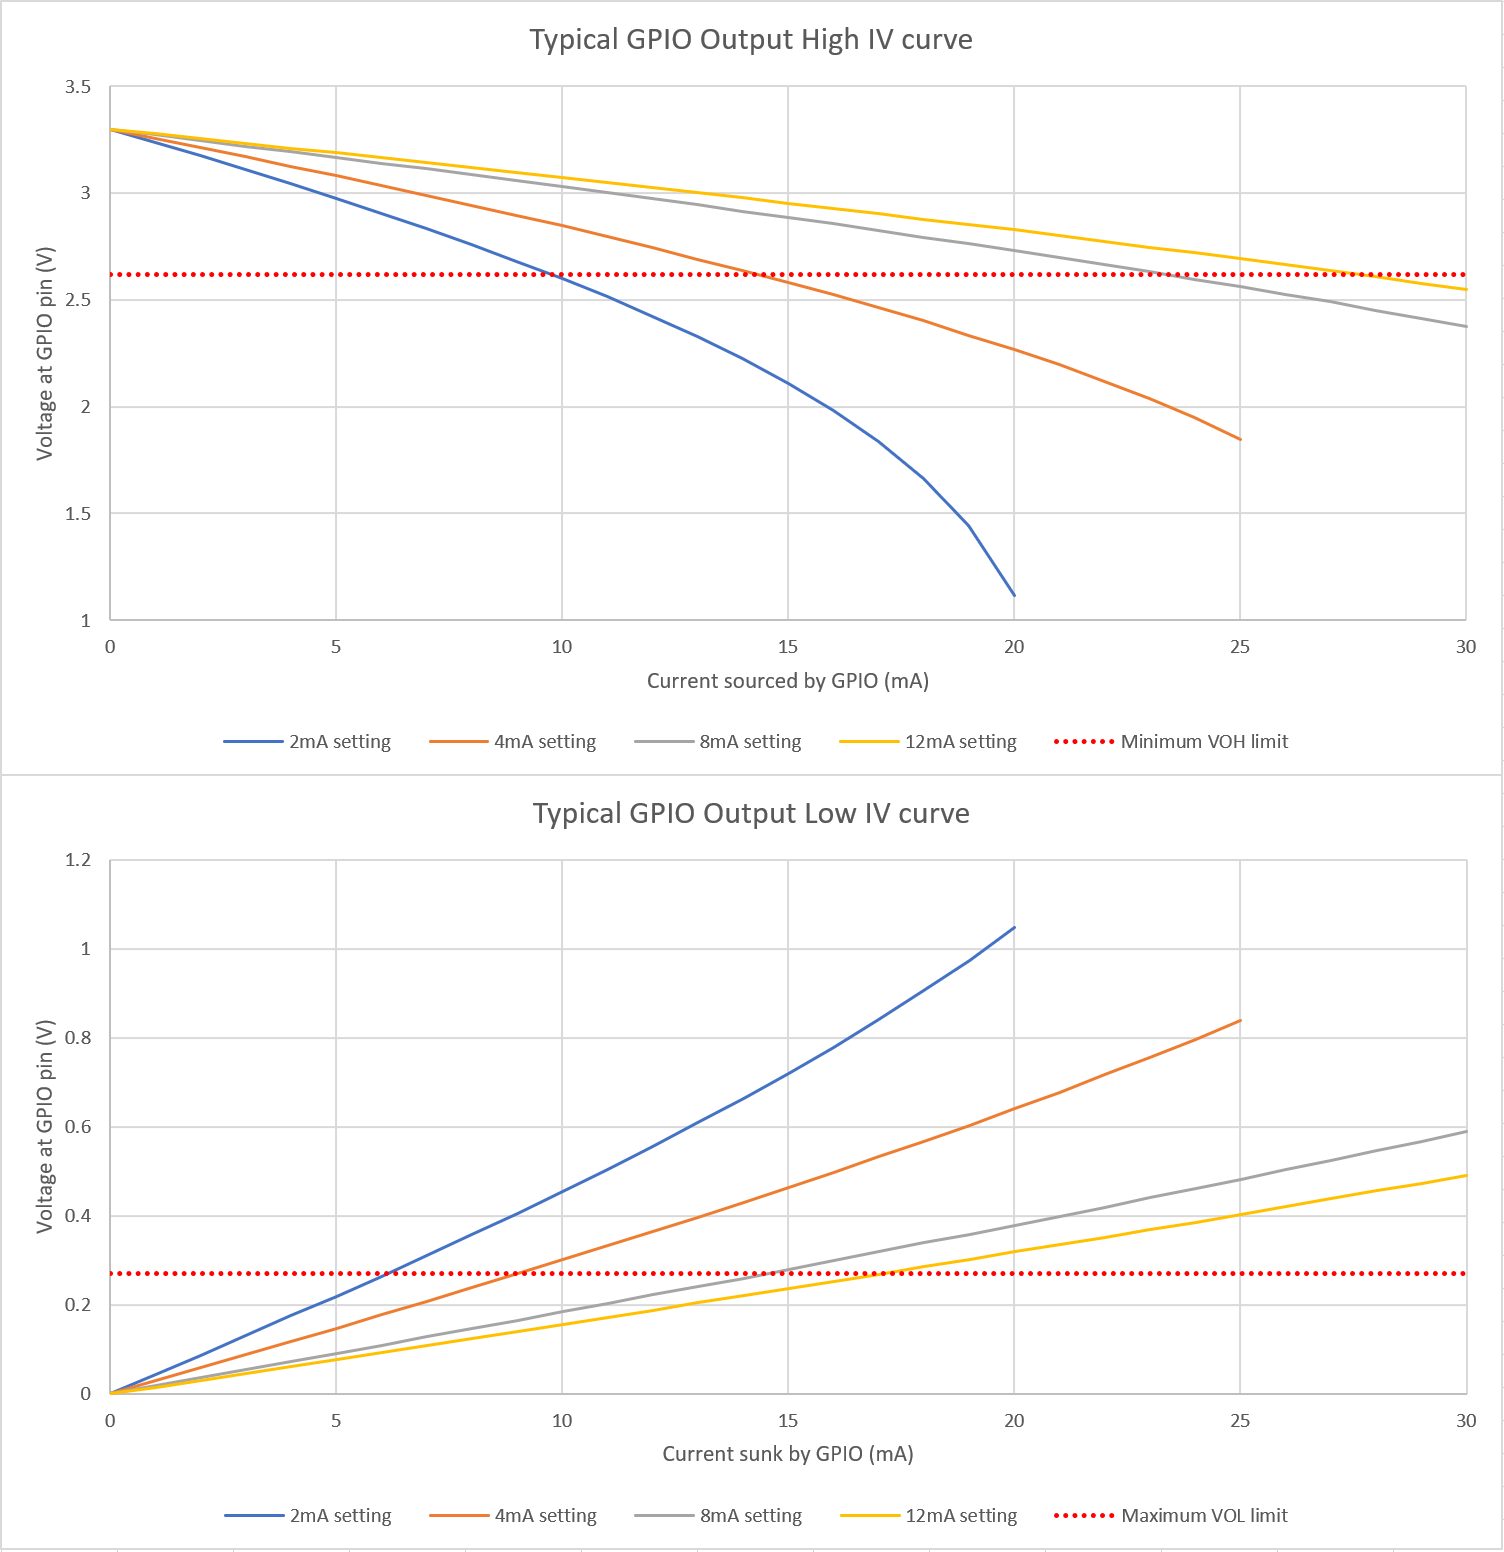 Typical GPIO Output High IV curve
3.5
3
2.5
2
1.5
1
Voltage at GPIO pin (V)
0 5 10 15 20 25 30
Current sourced by GPIO (mA)
2mA setting 4mA setting 8mA setting 12mA setting Minimum VOH limit
Typical GPIO Output Low IV curve
1.2
1
0.8
0.6
0.4
0.2
0
Voltage at GPIO pin (V)
0 5 10 15 20 25 30
Current sunk by GPIO (mA)
2mA setting 4mA setting 8mA setting 12mA setting Maximum VOL limit